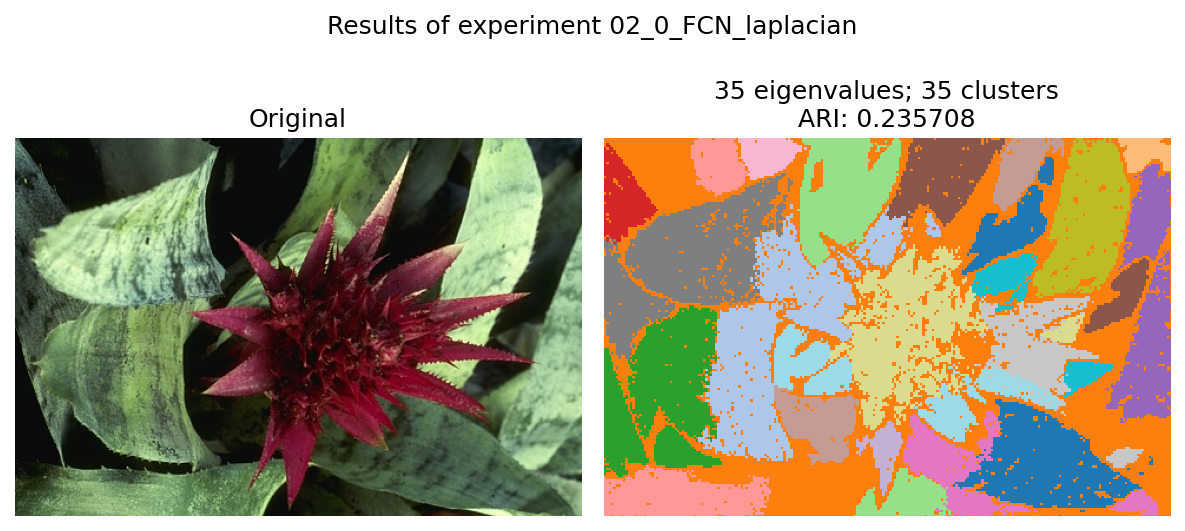 Results of experiment 02_0_FCN_laplacian
Original
35 eigenvalues; 35 clusters
ARI: 0.235708